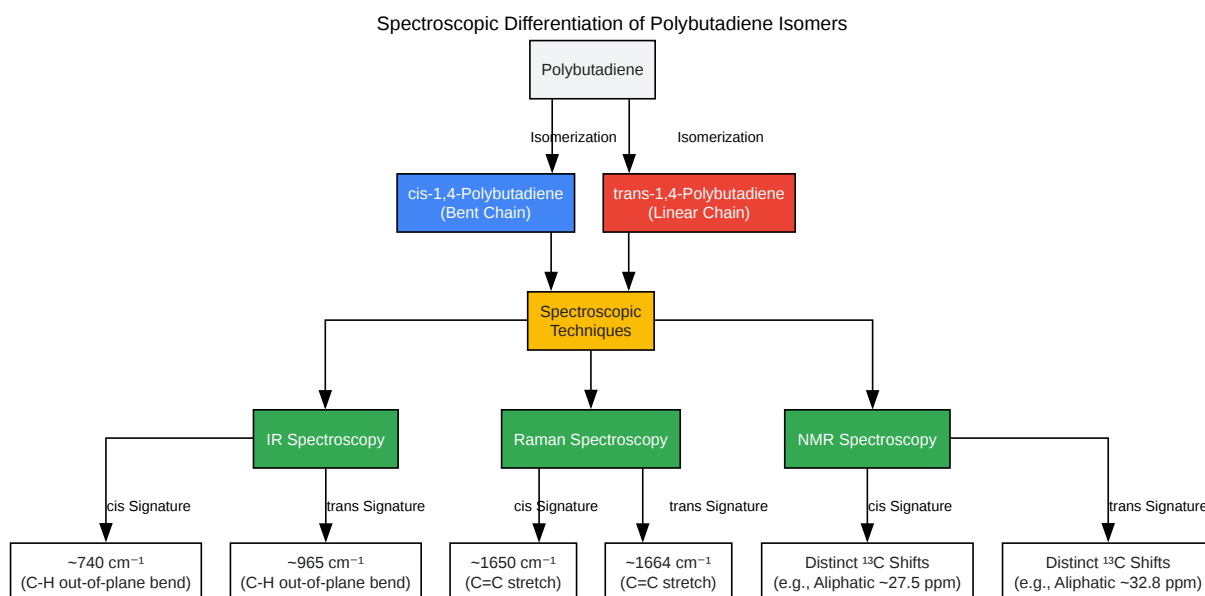 Spectroscopic Differentiation of Polybutadiene Isomers
Polybutadiene
Isomerization
Isomerization
cis-1,4-Polybutadiene
(Bent Chain)
trans-1,4-Polybutadiene
(Linear Chain)
Spectroscopic
Techniques
IR Spectroscopy
Raman Spectroscopy
NMR Spectroscopy
cis Signature
trans Signature
cis Signature
trans Signature
cis Signature
trans Signature
~740 cm⁻¹
(C-H out-of-plane bend)
~965 cm⁻¹
(C-H out-of-plane bend)
~1650 cm⁻¹
(C=C stretch)
~1664 cm⁻¹
(C=C stretch)
Distinct ¹³C Shifts
(e.g., Aliphatic ~27.5 ppm)
Distinct ¹³C Shifts
(e.g., Aliphatic ~32.8 ppm)